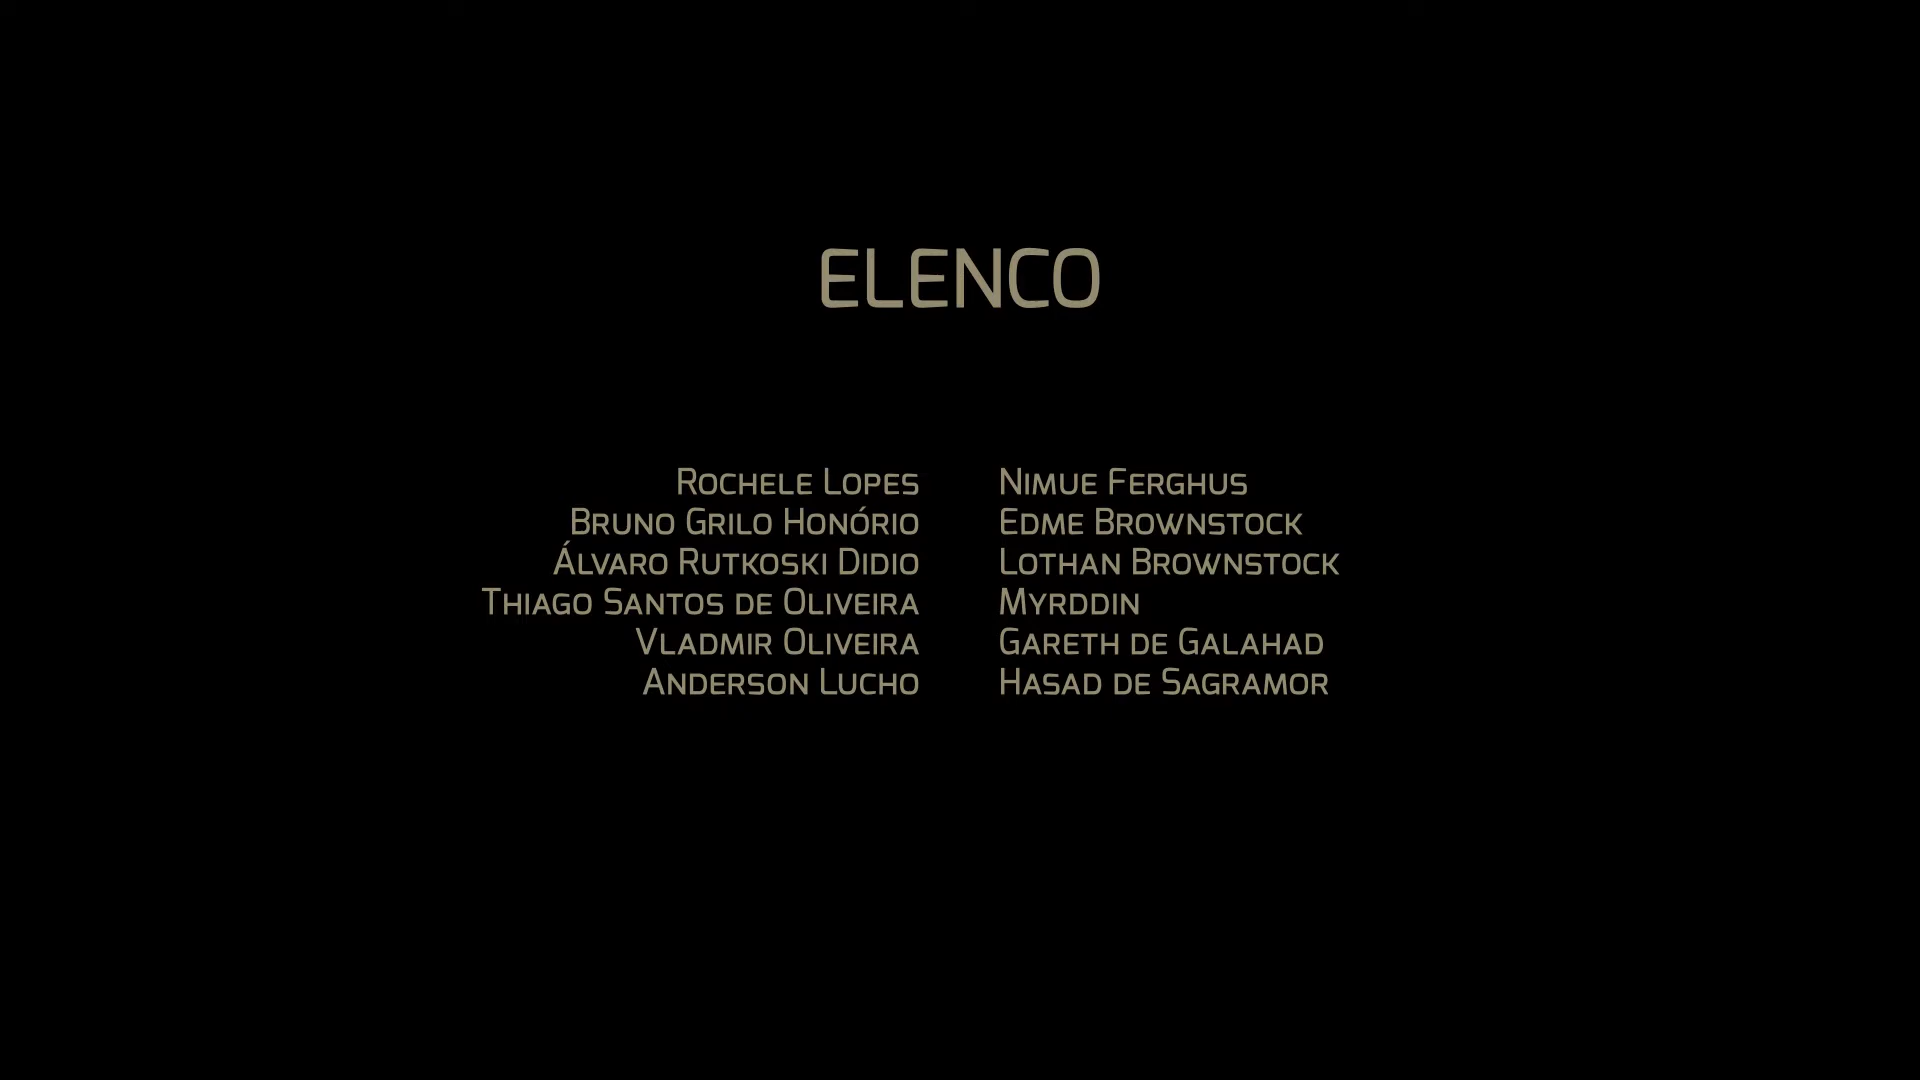 ELENCO
Rochele Lopes Nimue Ferghus
Bruno Grilo Honório Edme Brownstock
Álvaro Rutkoski Didio Lothan Brownstock
Thiago Santos de Oliveira Myrddin
Vladmir Oliveira Gareth de Galahad
Anderson Lucho Hasad de Sagramor